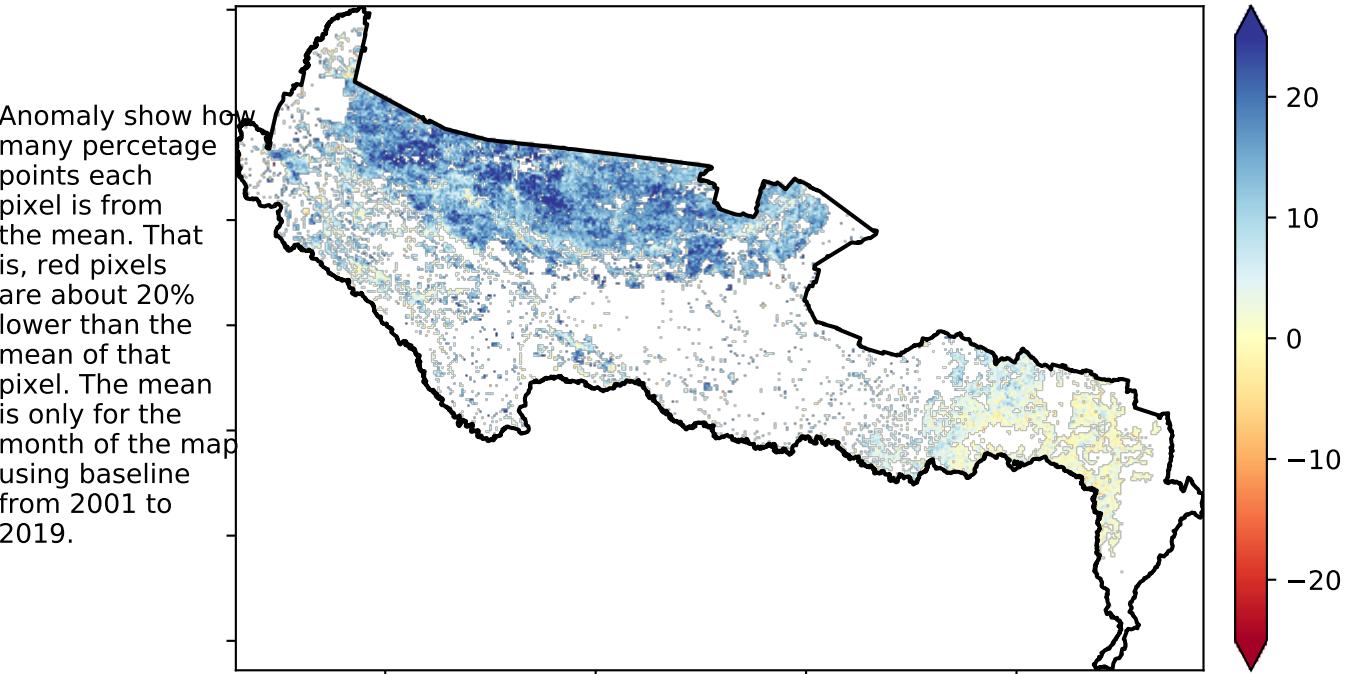 Anomaly show how
many percetage
points each
pixel is from
the mean. That
is, red pixels
are about 20%
lower than the
mean of that
pixel. The mean
is only for the
month of the map
using baseline
from 2001 to
2019.
20
10
0
−10
−20